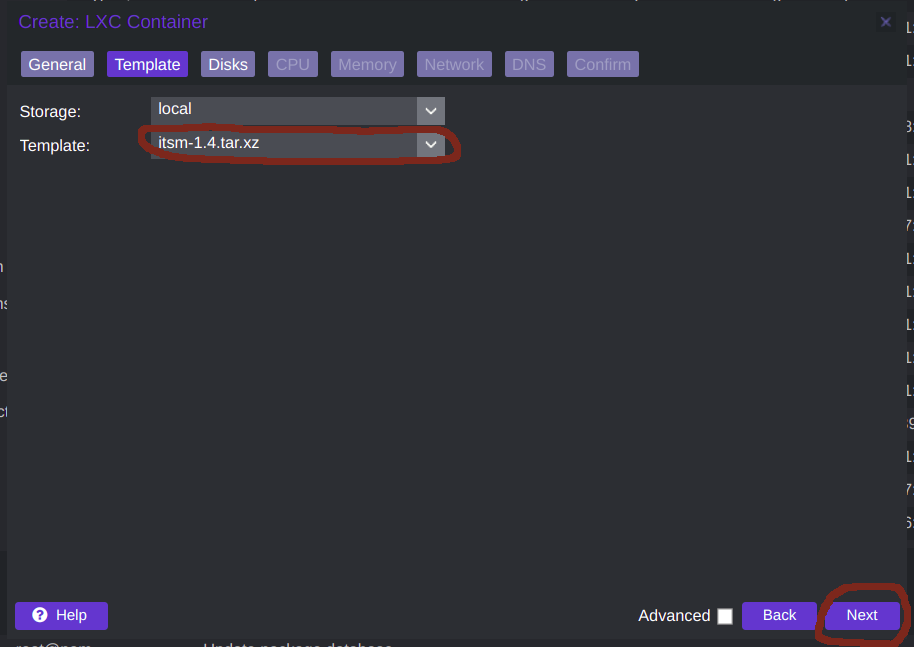 Create: LXC Container
General Template Disks CPU Memory Network DNS Confirm
Storage: local
Template: itsm-1.4.tar.xz
Help Advanced Back Next